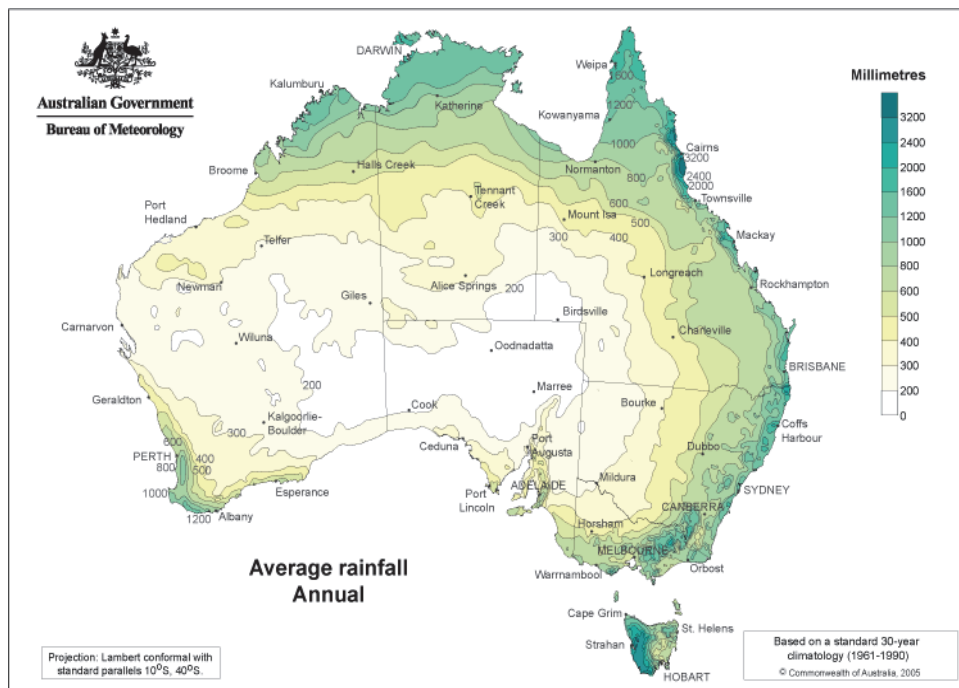 Australian Government
Bureau of Meteorology
DARWIN
Weipa
1600
Kalumburu
Katherine
1200
Kowanyama
1000
Cairns
3200
2400
2000
Broome
Halls Creek
Normanton
800
Townsville
Port
Hedland
Tennant
Creek
600
500
Mount Isa
Mackay
300
400
Telfer
Longreach
Newman
Giles
Alice Springs
200
Rockhampton
Carnarvon
Birdsville
Wiluna
Oodnadatta
Charleville
BRISBANE
200
Marree
Geraldton
Cook
Bourke
Kalgoorlie-
Boulder
300
Coffs
Harbour
600
Ceduna
Port
Augusta
Dubbo
PERTH
400
800
500
Mildura
ADELAIDE
SYDNEY
1000
Esperance
Port
Lincoln
CANBERRA
1200
Albany
Horsham
MELBOURNE
Orbost
Warrnambool
Cape Grim
St. Helens
Strahan
HOBART
Millimetres
3200
2400
2000
1600
1200
1000
800
600
500
400
300
200
0
Average rainfall
Annual
Projection: Lambert conformal with
standard parallels 10°S, 40°S.
Based on a standard 30-year
climatology (1961-1990)
© Commonwealth of Australia, 2005